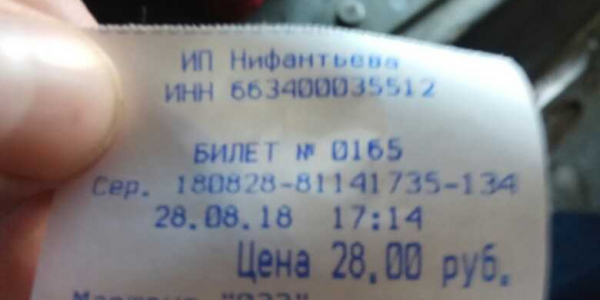 ИП Нифантьева
ИНН 663400035512
БИЛЕТ № 0165
Сер. 180828-81141735-134
28.08.18 17:14
Цена 28.00 руб.